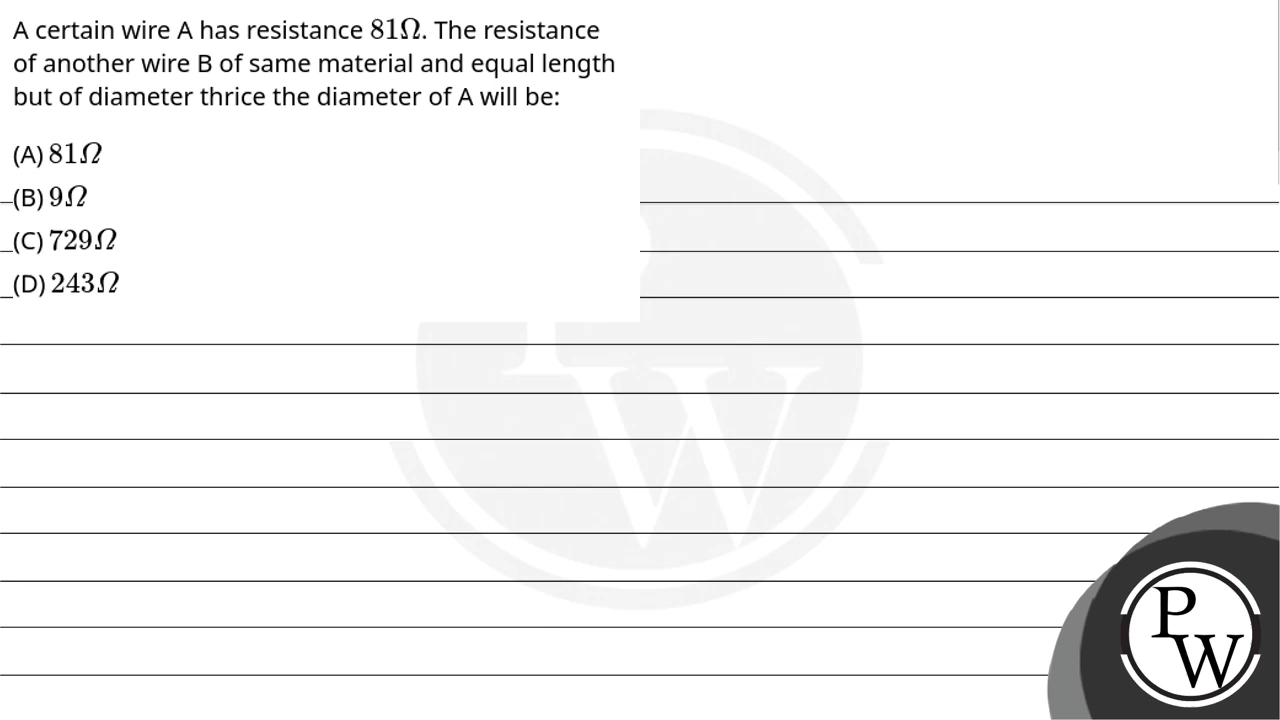 A certain wire A has resistance 81Ω. The resistance
of another wire B of same material and equal length
but of diameter thrice the diameter of A will be:
(A) 81Ω
(B) 9Ω
(C) 729Ω
(D) 243Ω
W
P
W